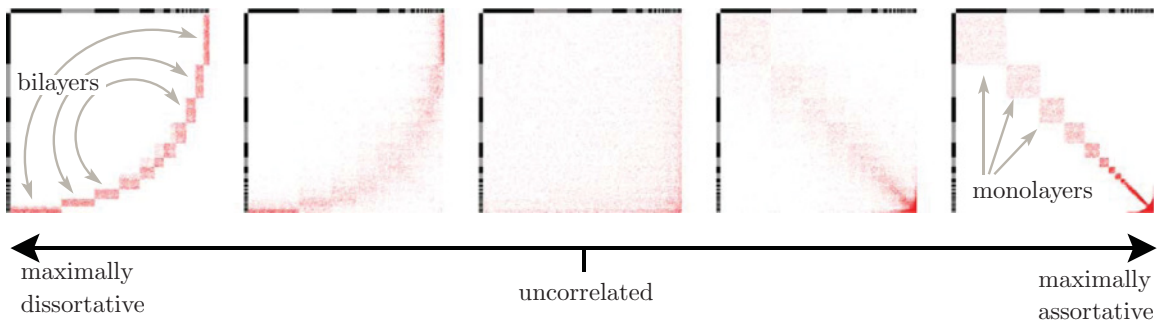 bilayers
monolayers
maximally
dissortative
uncorrelated
maximally
assortative